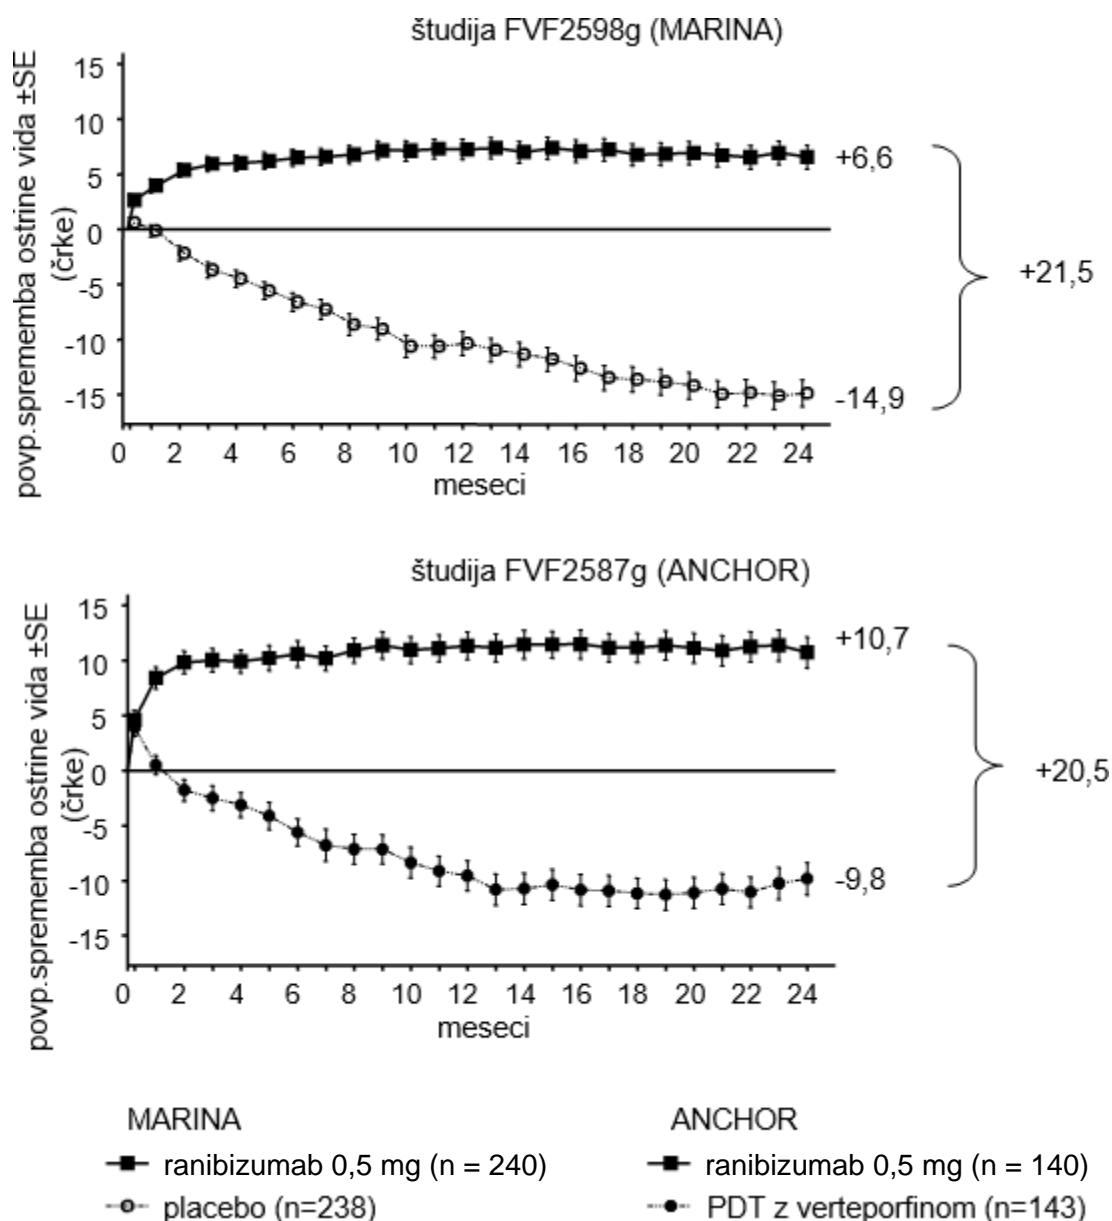 študija FVF2598g (MARINA)
povp.sprememba ostrine vida ±SE
(črke)
15
10
5
0
-5
-10
-15
+6,6
-14,9
+21,5
0 2 4 6 8 10 12 14 16 18 20 22 24
meseci
študija FVF2587g (ANCHOR)
povp.sprememba ostrine vida ±SE
(črke)
15
10
5
0
-5
-10
-15
+10,7
-9,8
+20,5
0 2 4 6 8 10 12 14 16 18 20 22 24
meseci
MARINA
ranibizumab 0,5 mg (n = 240)
placebo (n=238)
ANCHOR
ranibizumab 0,5 mg (n = 140)
PDT z verteporfinom (n=143)